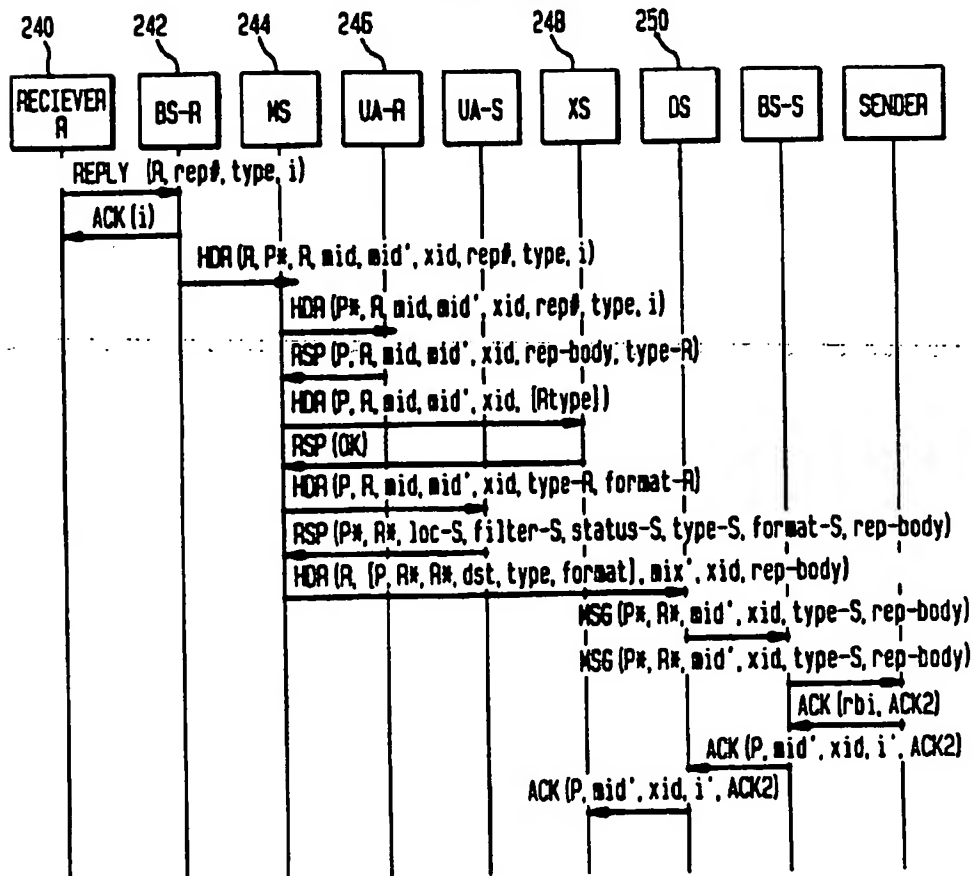 240 242 244 246 248 250
RECIEVER
R
BS-R
MS
UA-R
UA-S
XS
DS
BS-S
SENDER
REPLY (R, rep#, type, i)
ACK (i)
HDR (R, P*, R, mid, mid', xid, rep#, type, i)
HDR (P*, R, mid, mid', xid, rep#, type, i)
RSP (P, R, mid, mid', xid, rep-body, type-R)
HDR (P, R, mid, mid', xid, {Rtype})
RSP (OK)
HDR (P, R, mid, mid', xid, type-R, format-R)
RSP (P*, R*, loc-S, filter-S, status-S, type-S, format-S, rep-body)
HDR (R, {P, R*, R*, dst, type, format}, mix', xid, rep-body)
MSG (P*, R*, mid', xid, type-S, rep-body)
MSG (P*, R*, mid', xid, type-S, rep-body)
ACK (rbi, ACK2)
ACK (P, mid', xid, i', ACK2)
ACK (P, mid', xid, i', ACK2)